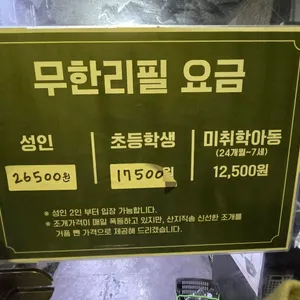 무한리필 요금
성인
초등학생
미취학아동
(24개월~7세)
26500원
17500원
12,500원
※ 성인 2인 부터 입장 가능합니다.
※ 조개가격이 매일 폭등하고 있지만, 산지직송 신선한 조개를
거품 뺀 가격으로 제공해 드리겠습니다.